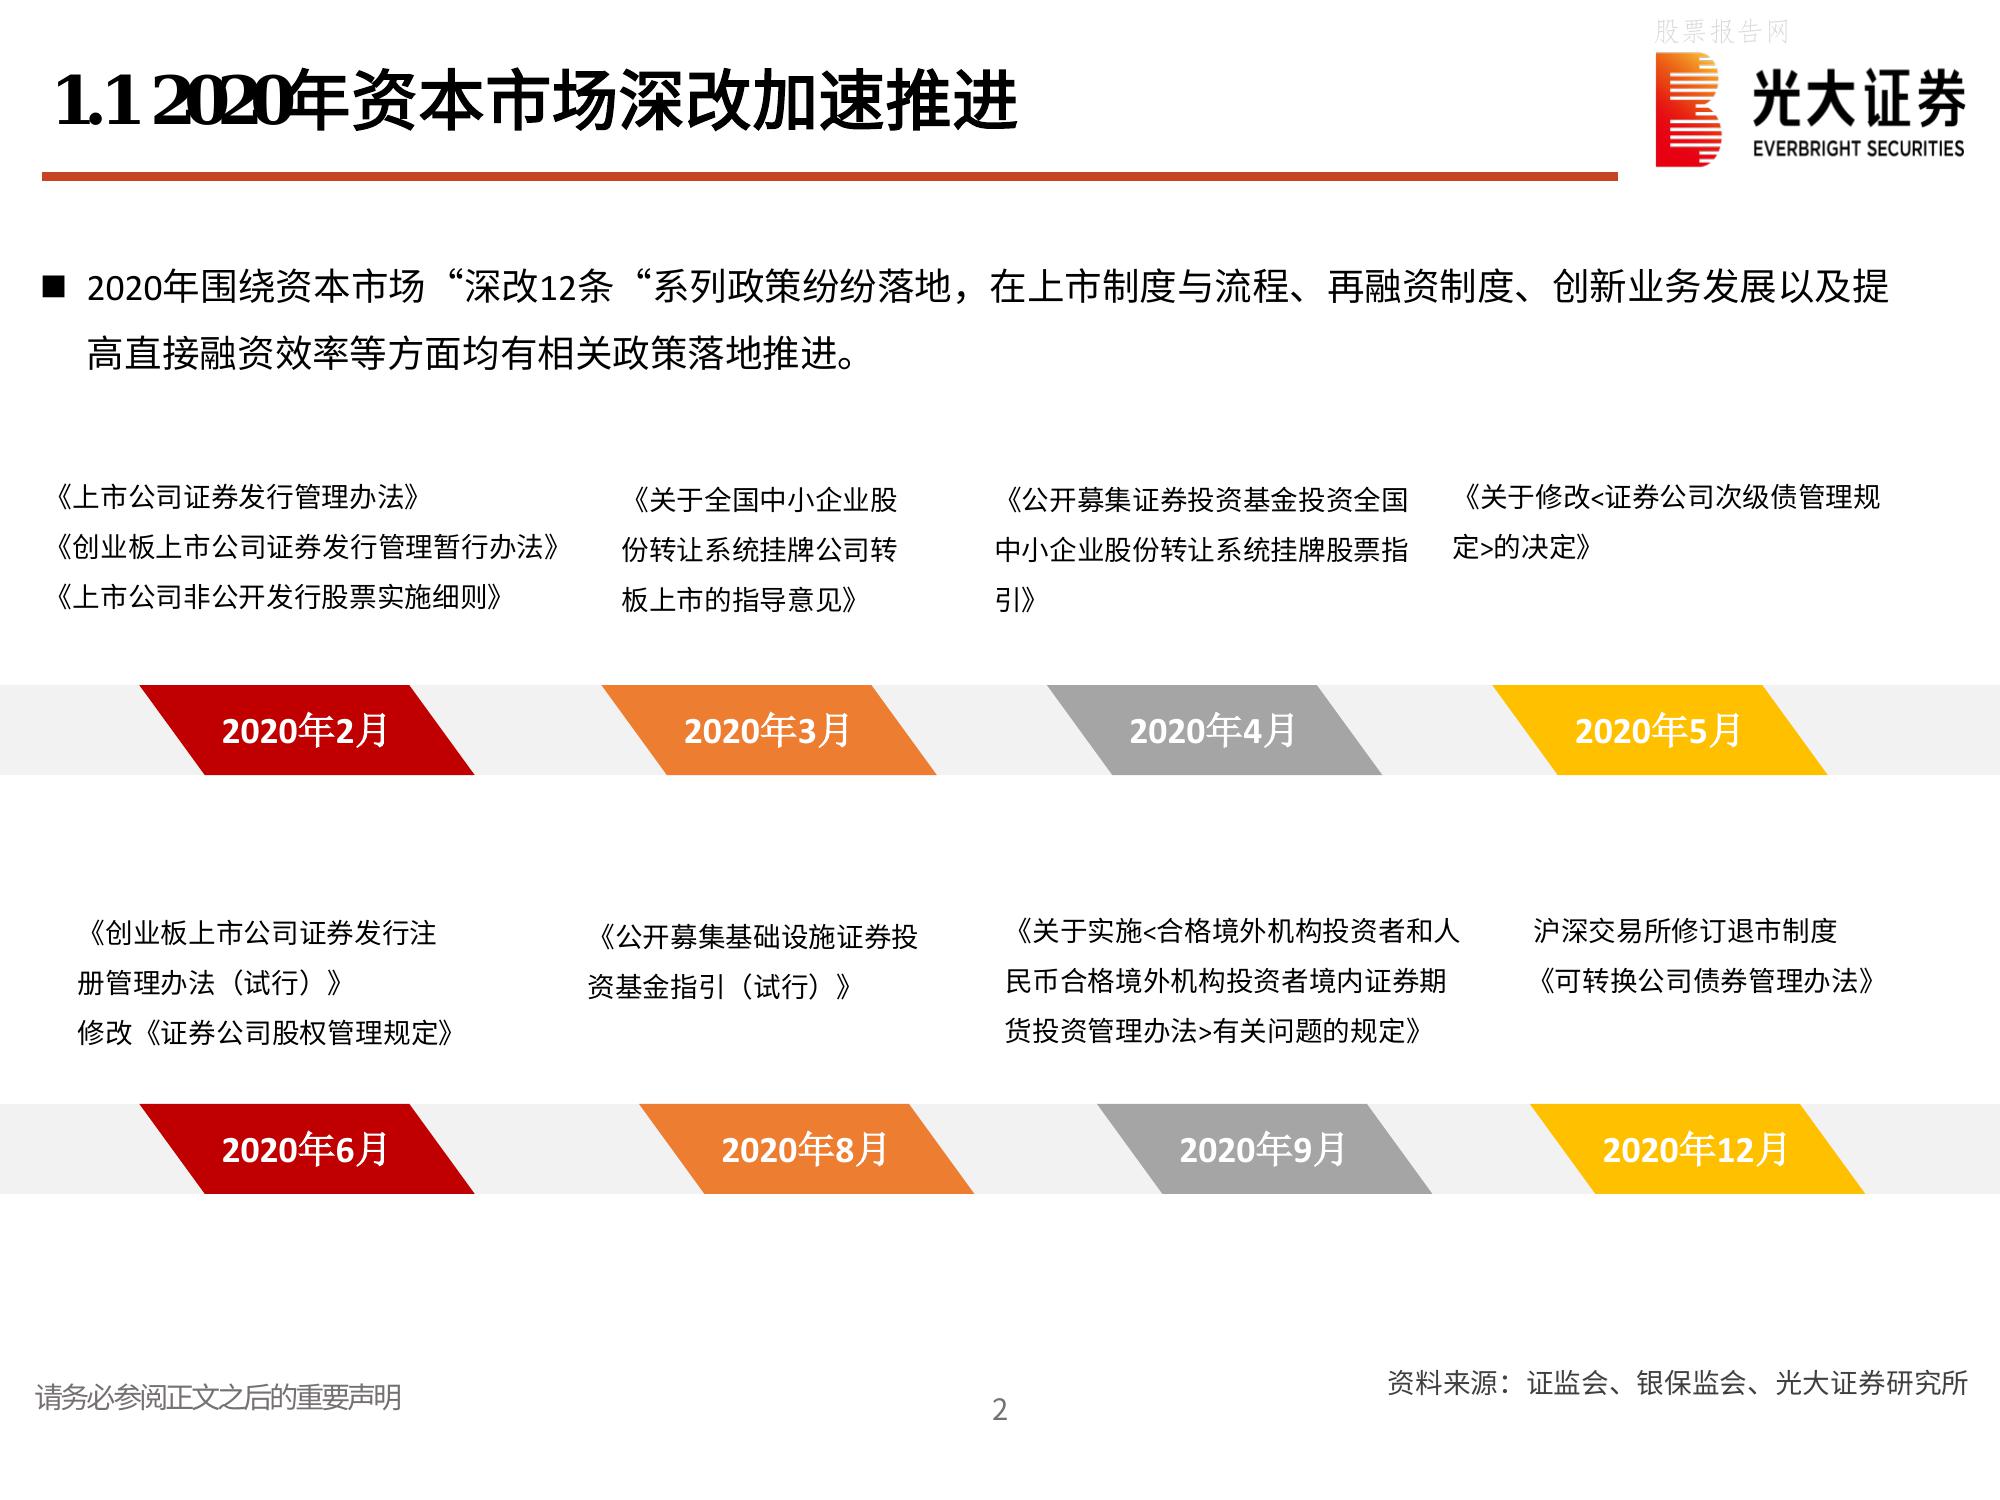 股票报告网
1.1 2020年资本市场深改加速推进
光大证券
EVERBRIGHT SECURITIES
■ 2020年围绕资本市场“深改12条“系列政策纷纷落地，在上市制度与流程、再融资制度、创新业务发展以及提
高直接融资效率等方面均有相关政策落地推进。
《上市公司证券发行管理办法》
《创业板上市公司证券发行管理暂行办法》
《上市公司非公开发行股票实施细则》
《关于全国中小企业股
份转让系统挂牌公司转
板上市的指导意见》
《公开募集证券投资基金投资全国
中小企业股份转让系统挂牌股票指
引》
《关于修改<证券公司次级债管理规
定>的决定》
2020年2月
2020年3月
2020年4月
2020年5月
《创业板上市公司证券发行注
册管理办法（试行）》
修改《证券公司股权管理规定》
《公开募集基础设施证券投
资基金指引（试行）》
《关于实施<合格境外机构投资者和人
民币合格境外机构投资者境内证券期
货投资管理办法>有关问题的规定》
沪深交易所修订退市制度
《可转换公司债券管理办法》
2020年6月
2020年8月
2020年9月
2020年12月
资料来源：证监会、银保监会、光大证券研究所
请务必参阅正文之后的重要声明
2